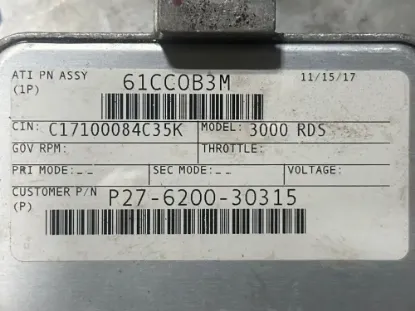 ATI PN ASSY 61CC0B3M 11/15/17
(1P)
CIN: C17100084C35K MODEL: 3000 RDS
GOV RPM: THROTTLE:
PRI MODE: -- SEC MODE: -- VOLTAGE:
CUSTOMER P/N P27-6200-30315
(P)